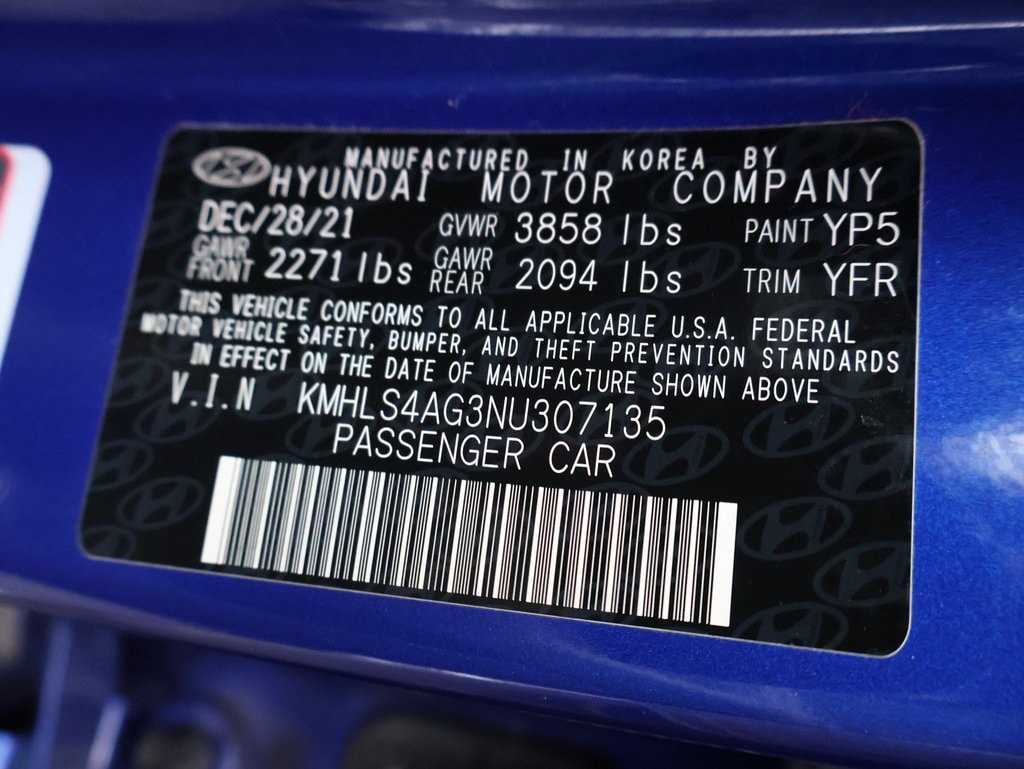 MANUFACTURED IN KOREA BY
HYUNDAI MOTOR COMPANY
DEC/28/21 GVWR 3858 lbs PAINT YP5
GAWR FRONT 2271 lbs GAWR REAR 2094 lbs TRIM YFR
THIS VEHICLE CONFORMS TO ALL APPLICABLE U.S.A. FEDERAL
MOTOR VEHICLE SAFETY, BUMPER, AND THEFT PREVENTION STANDARDS
IN EFFECT ON THE DATE OF MANUFACTURE SHOWN ABOVE
V.I.N KMHLS4AG3NU307135
PASSENGER CAR